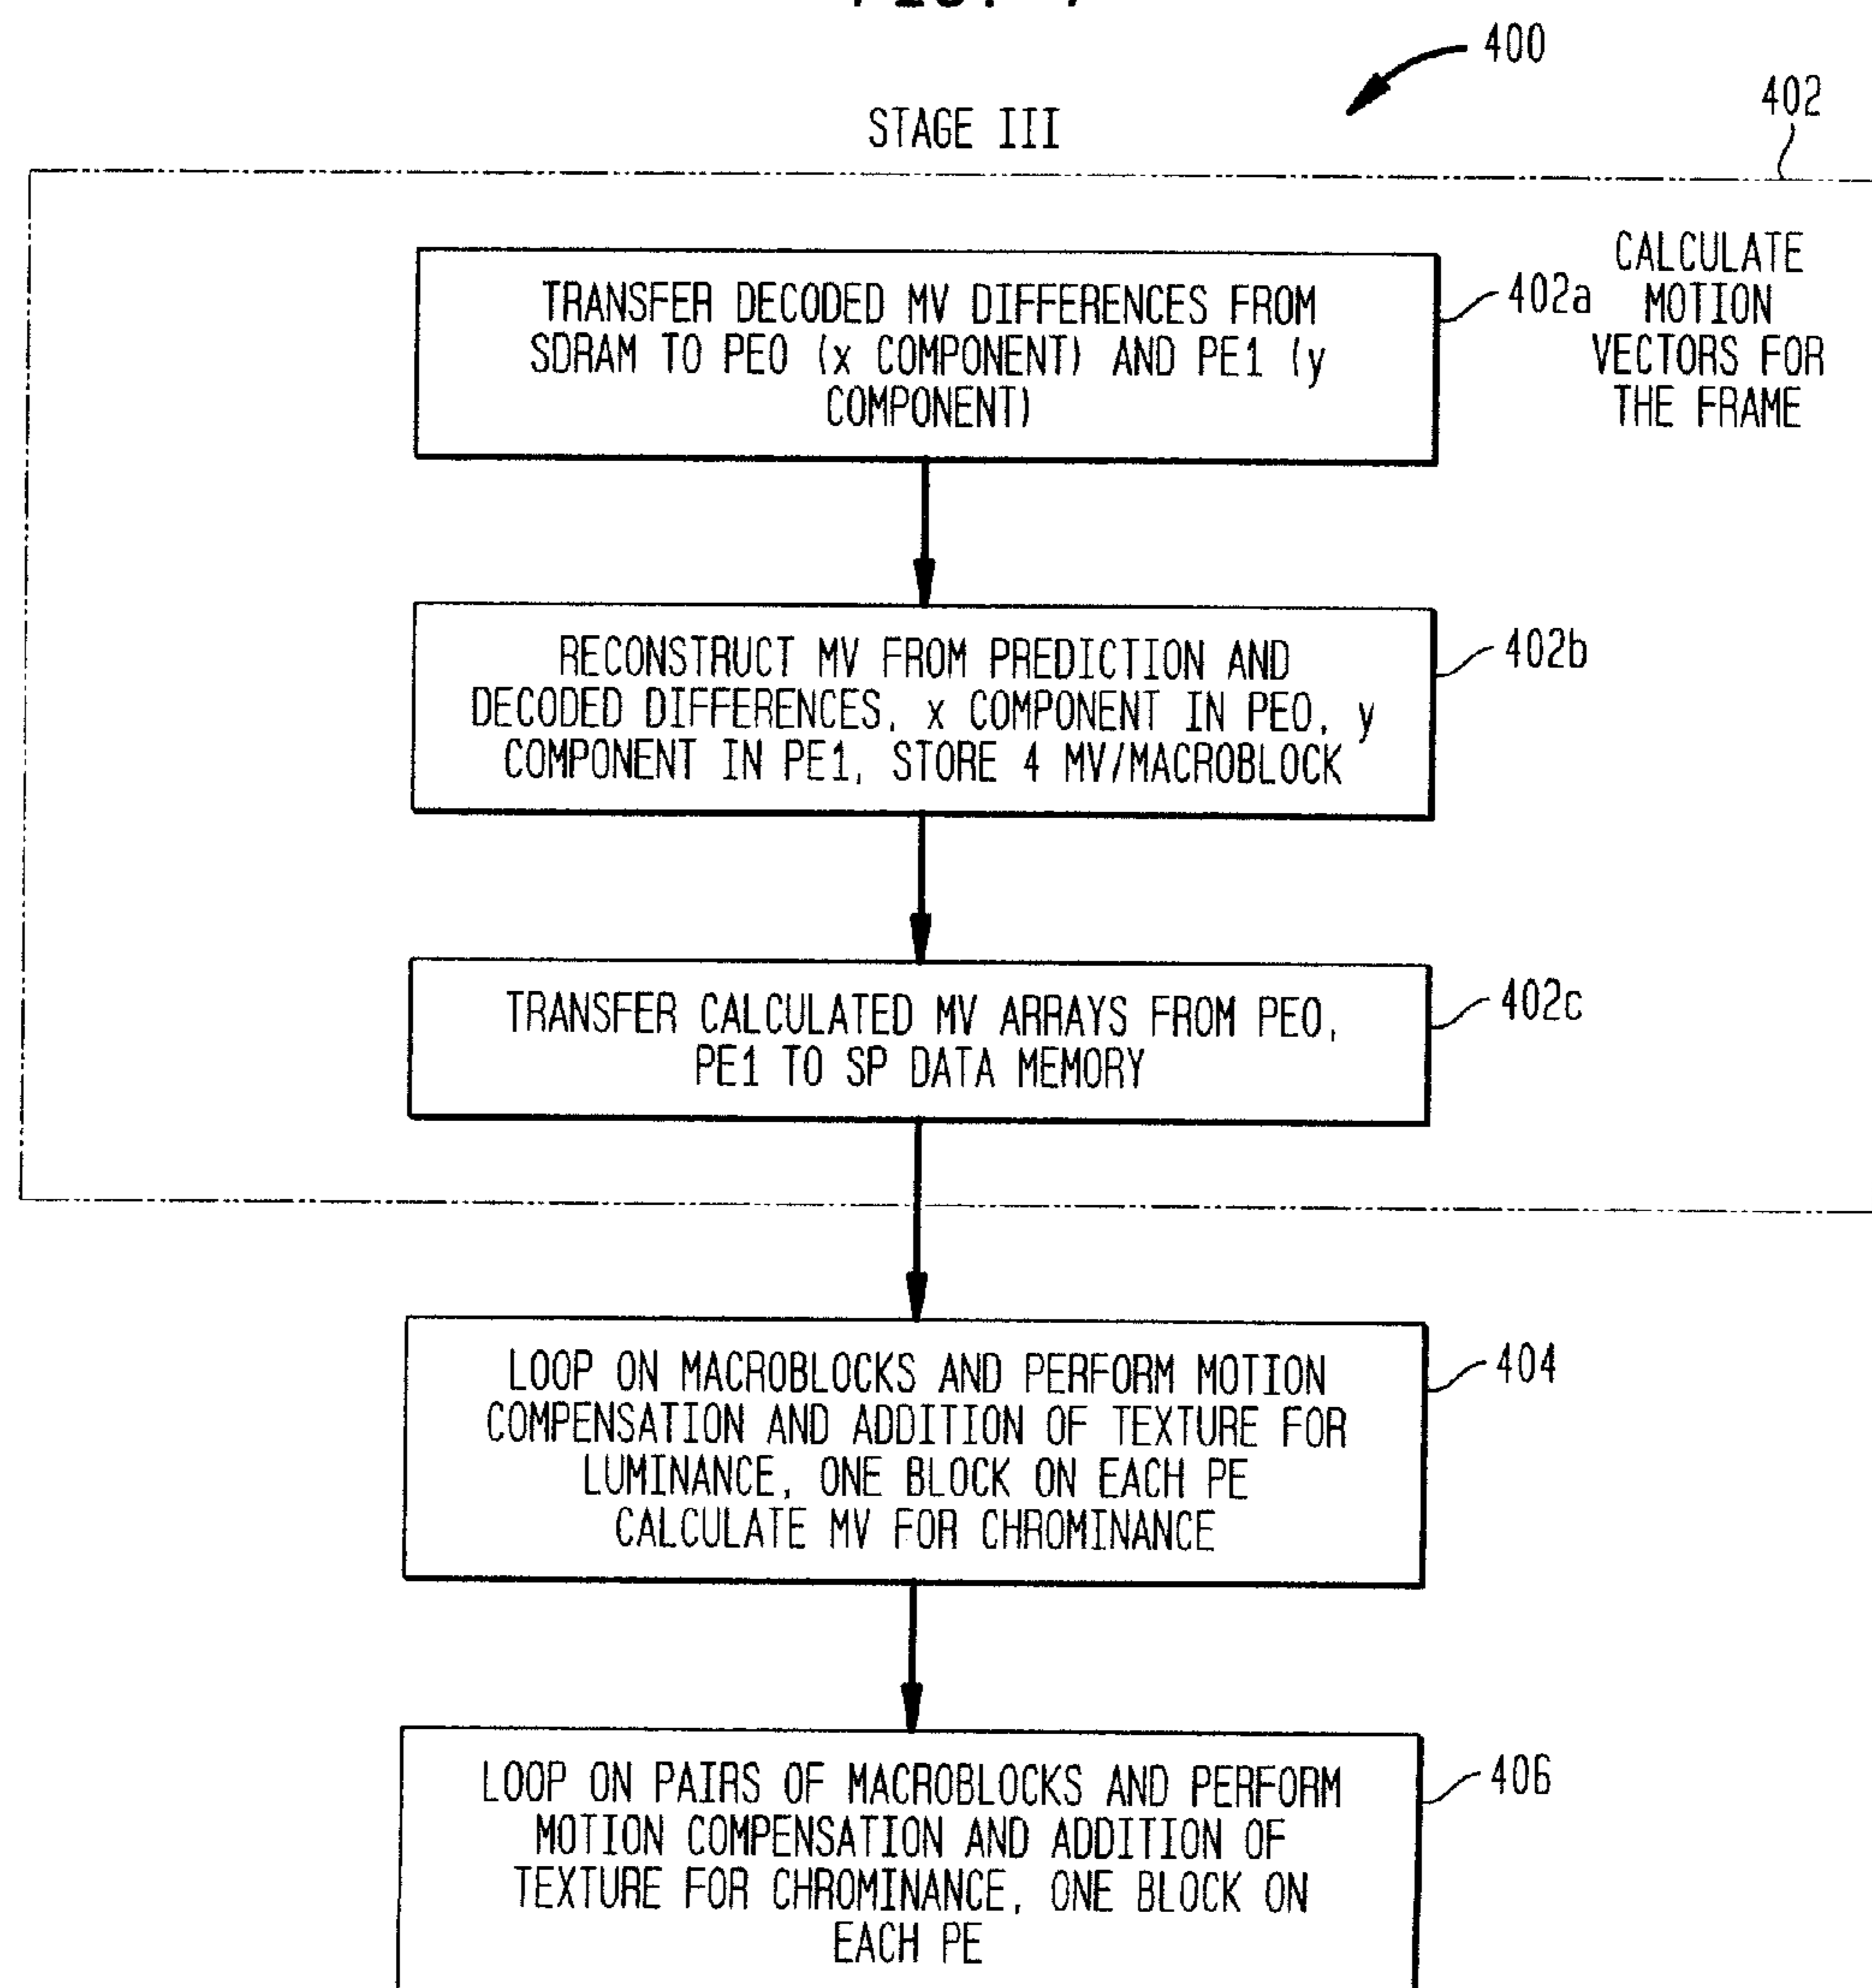 400
402
STAGE III
CALCULATE
MOTION
VECTORS FOR
THE FRAME
402a
TRANSFER DECODED MV DIFFERENCES FROM
SDRAM TO PE0 (x COMPONENT) AND PE1 (y
COMPONENT)
402b
RECONSTRUCT MV FROM PREDICTION AND
DECODED DIFFERENCES, x COMPONENT IN PE0, y
COMPONENT IN PE1, STORE 4 MV/MACROBLOCK
402c
TRANSFER CALCULATED MV ARRAYS FROM PE0,
PE1 TO SP DATA MEMORY
404
LOOP ON MACROBLOCKS AND PERFORM MOTION
COMPENSATION AND ADDITION OF TEXTURE FOR
LUMINANCE, ONE BLOCK ON EACH PE
CALCULATE MV FOR CHROMINANCE
406
LOOP ON PAIRS OF MACROBLOCKS AND PERFORM
MOTION COMPENSATION AND ADDITION OF
TEXTURE FOR CHROMINANCE, ONE BLOCK ON
EACH PE